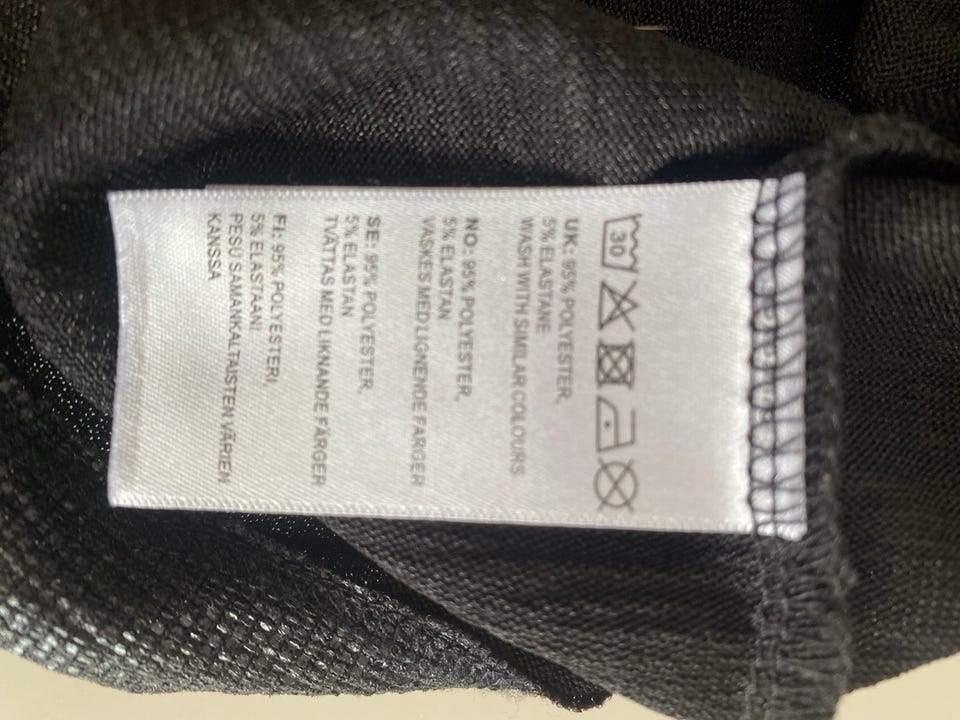 30
UK: 95% POLYESTER,
5% ELASTANE
WASH WITH SIMILAR COLOURS
NO: 95% POLYESTER,
5% ELASTAN
VASKES MED LIGNENDE FARGER
SE: 95% POLYESTER,
5% ELASTAN
TVÄTTAS MED LIKNANDE FÄRGER
FI: 95% POLYESTERI,
5% ELASTAANI
PESU SAMANKALTAISTEN VÄRIEN
KANSSA